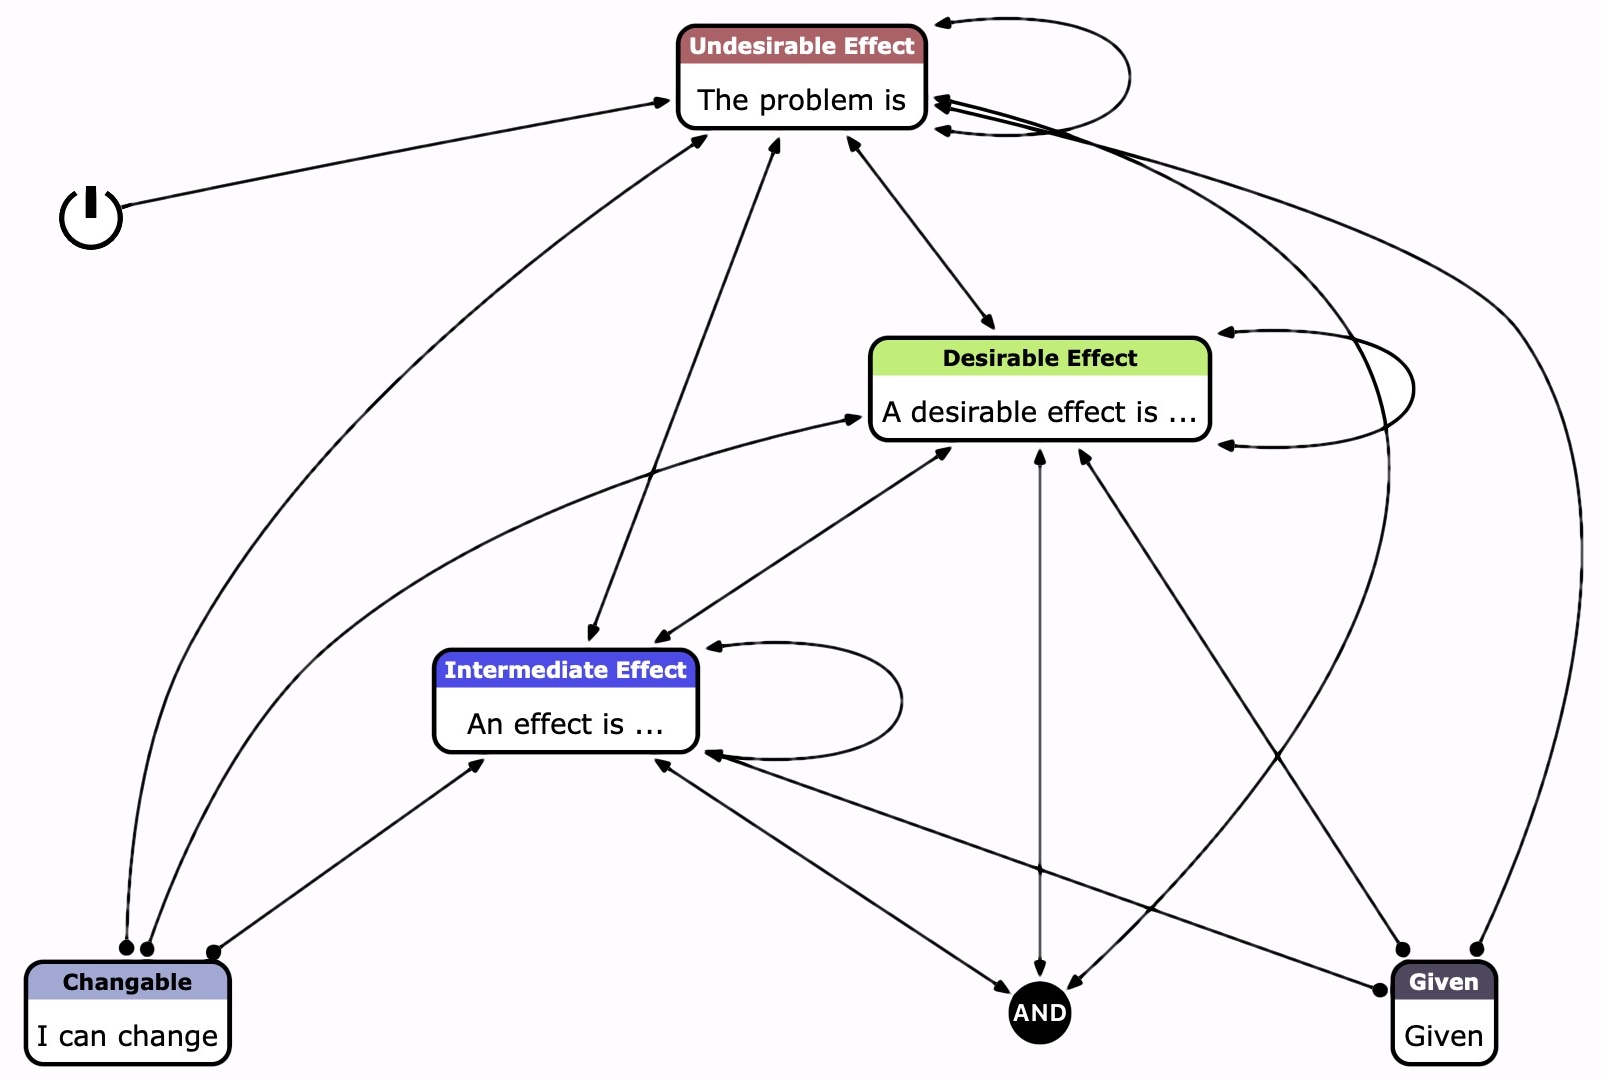 Undesirable Effect
The problem is
Desirable Effect
A desirable effect is ...
Intermediate Effect
An effect is ...
Changable
I can change
AND
Given
Given